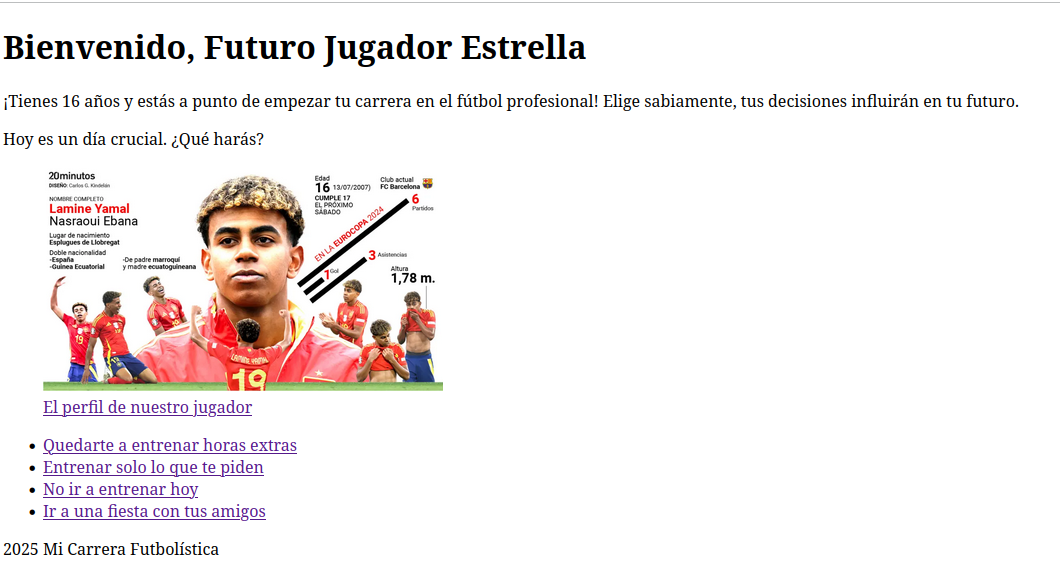 Bienvenido, Futuro Jugador Estrella
¡Tienes 16 años y estás a punto de empezar tu carrera en el fútbol profesional! Elige sabiamente, tus decisiones influirán en tu futuro.
Hoy es un día crucial. ¿Qué harás?
20minutos
DISEÑO: Carlos G. Kindelán
NOMBRE COMPLETO
Lamine Yamal
Nasraoui Ebana
Lugar de nacimiento
Esplugues de Llobregat
Doble nacionalidad
-España
-Guinea Ecuatorial
-De padre marroquí
y madre ecuatoguineana
Edad
16 13/07/2007)
CUMPLE 17
EL PRÓXIMO
SÁBADO
Club actual
FC Barcelona
EN LA EUROCOPA 2024
6
Partidos
3 Asistencias
1 Gol
Altura
1,78 m.
19
LAMINE YAMAL
19
El perfil de nuestro jugador
• Quedarte a entrenar horas extras
• Entrenar solo lo que te piden
• No ir a entrenar hoy
• Ir a una fiesta con tus amigos
2025 Mi Carrera Futbolística